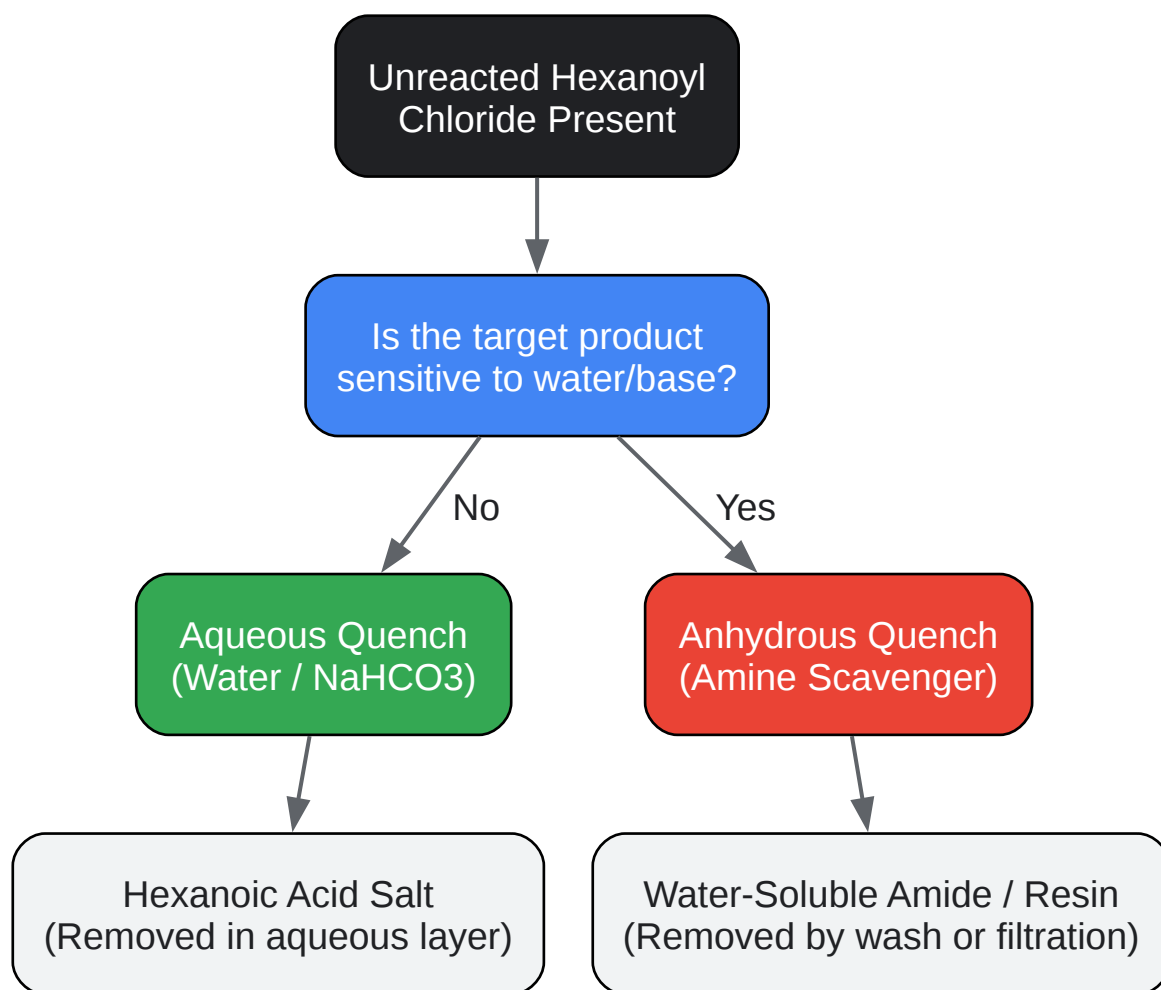 Unreacted Hexanoyl
Chloride Present
Is the target product
sensitive to water/base?
No
Yes
Aqueous Quench
(Water / NaHCO3)
Anhydrous Quench
(Amine Scavenger)
Hexanoic Acid Salt
(Removed in aqueous layer)
Water-Soluble Amide / Resin
(Removed by wash or filtration)